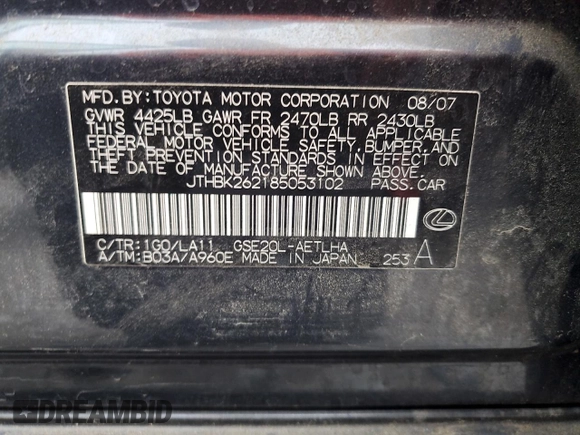 MFD.BY:TOYOTA MOTOR CORPORATION 08/07
GVWR 4425LB GAWR FR 2470LB RR 2430LB
THIS VEHICLE CONFORMS TO ALL APPLICABLE
FEDERAL MOTOR VEHICLE SAFETY,BUMPER,AND
THEFT PREVENTION STANDARDS IN EFFECT ON
THE DATE OF MANUFACTURE SHOWN ABOVE.
JTHBK262185053102 PASS.CAR
C/TR:1G0/LA11 GSE20L-AETLHA
A/TM:B03A/A960E MADE IN JAPAN 253 A
DREAMBID